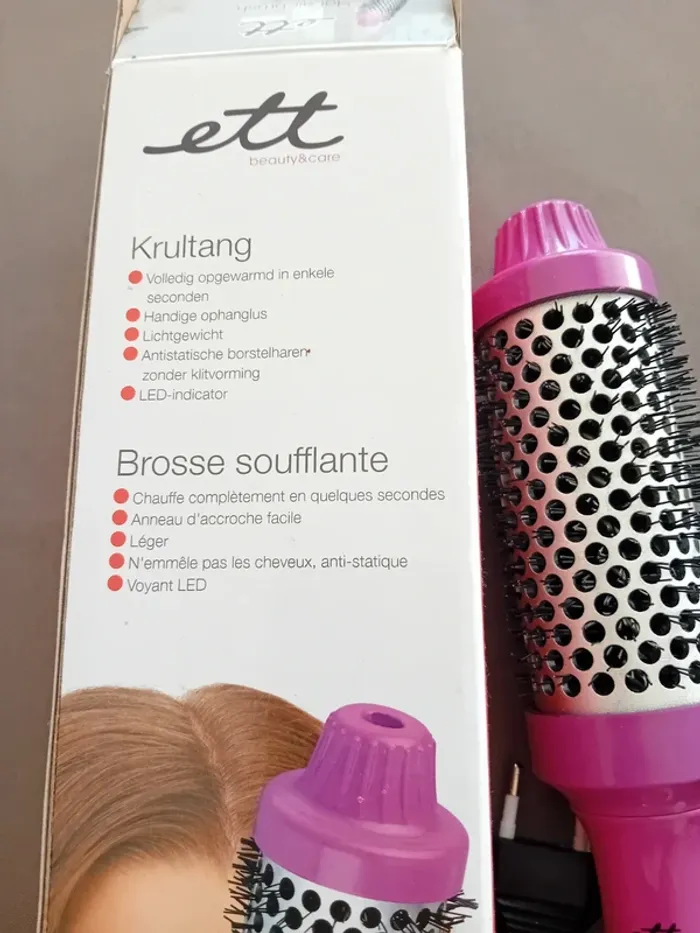 ett
beauty&care
Krultang
Volledig opgewarmd in enkele
seconden
Handige ophanglus
Lichtgewicht
Antistatische borstelharen
zonder klitvorming
LED-indicator
Brosse soufflante
Chauffe complètement en quelques secondes
Anneau d'accroche facile
Léger
N'emmêle pas les cheveux, anti-statique
Voyant LED
ett